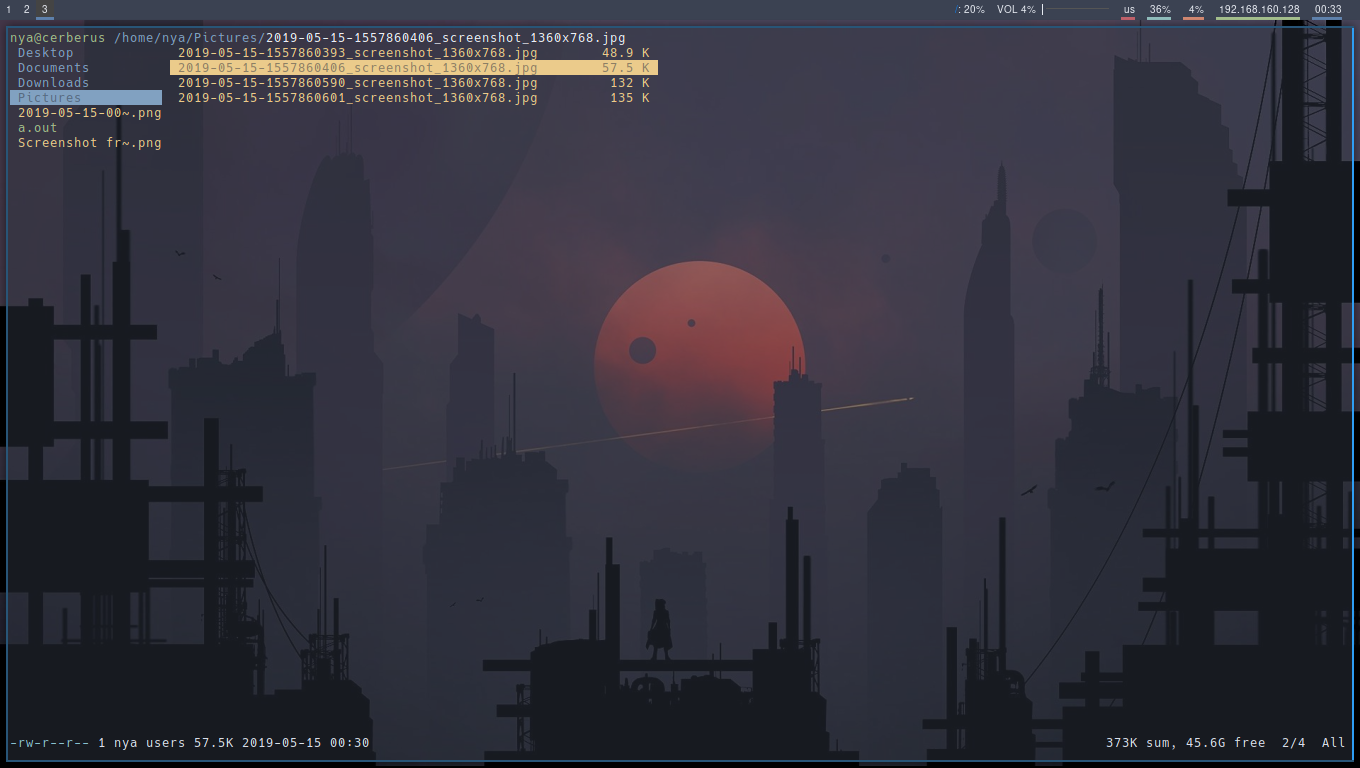 1 2 3 /: 20% VOL 4% us 36% 4% 192.168.160.128 00:33
nya@cerberus /home/nya/Pictures/2019-05-15-1557860406_screenshot_1360x768.jpg
Desktop 2019-05-15-1557860393_screenshot_1360x768.jpg 48.9 K
Documents 2019-05-15-1557860406_screenshot_1360x768.jpg 57.5 K
Downloads 2019-05-15-1557860590_screenshot_1360x768.jpg 132 K
Pictures 2019-05-15-1557860601_screenshot_1360x768.jpg 135 K
2019-05-15-00~.png
a.out
Screenshot fr~.png
-rw-r--r-- 1 nya users 57.5K 2019-05-15 00:30 373K sum, 45.6G free 2/4 All